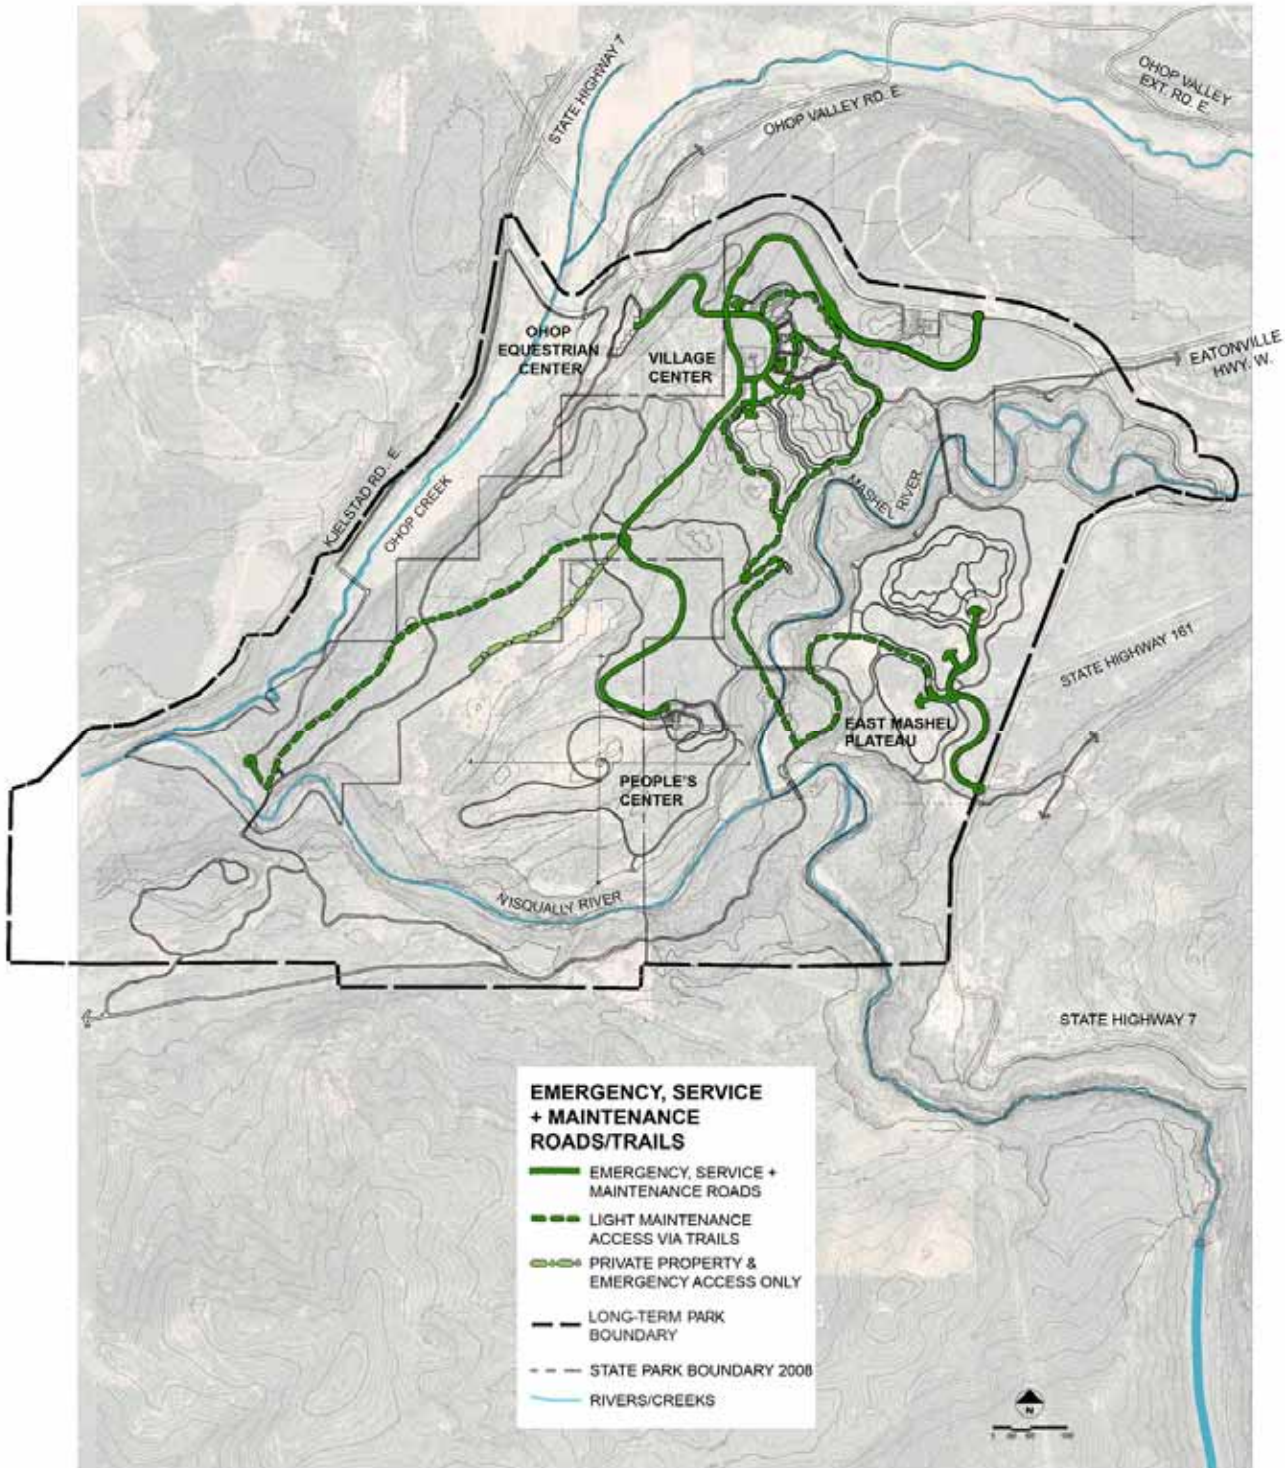 STATE HIGHWAY 7
OHOP VALLEY
EXT. RD. E.
OHOP VALLEY RD. E.
OHOP
EQUESTRIAN
CENTER
VILLAGE
CENTER
EATONVILLE
HWY. W.
KJELSTAD RD. E.
OHOP CREEK
MASHEL RIVER
STATE HIGHWAY 161
EAST MASHEL
PLATEAU
PEOPLE'S
CENTER
NISQUALLY RIVER
STATE HIGHWAY 7
EMERGENCY, SERVICE
+ MAINTENANCE
ROADS/TRAILS
EMERGENCY, SERVICE +
MAINTENANCE ROADS
LIGHT MAINTENANCE
ACCESS VIA TRAILS
PRIVATE PROPERTY &
EMERGENCY ACCESS ONLY
LONG-TERM PARK
BOUNDARY
STATE PARK BOUNDARY 2008
RIVERS/CREEKS
N